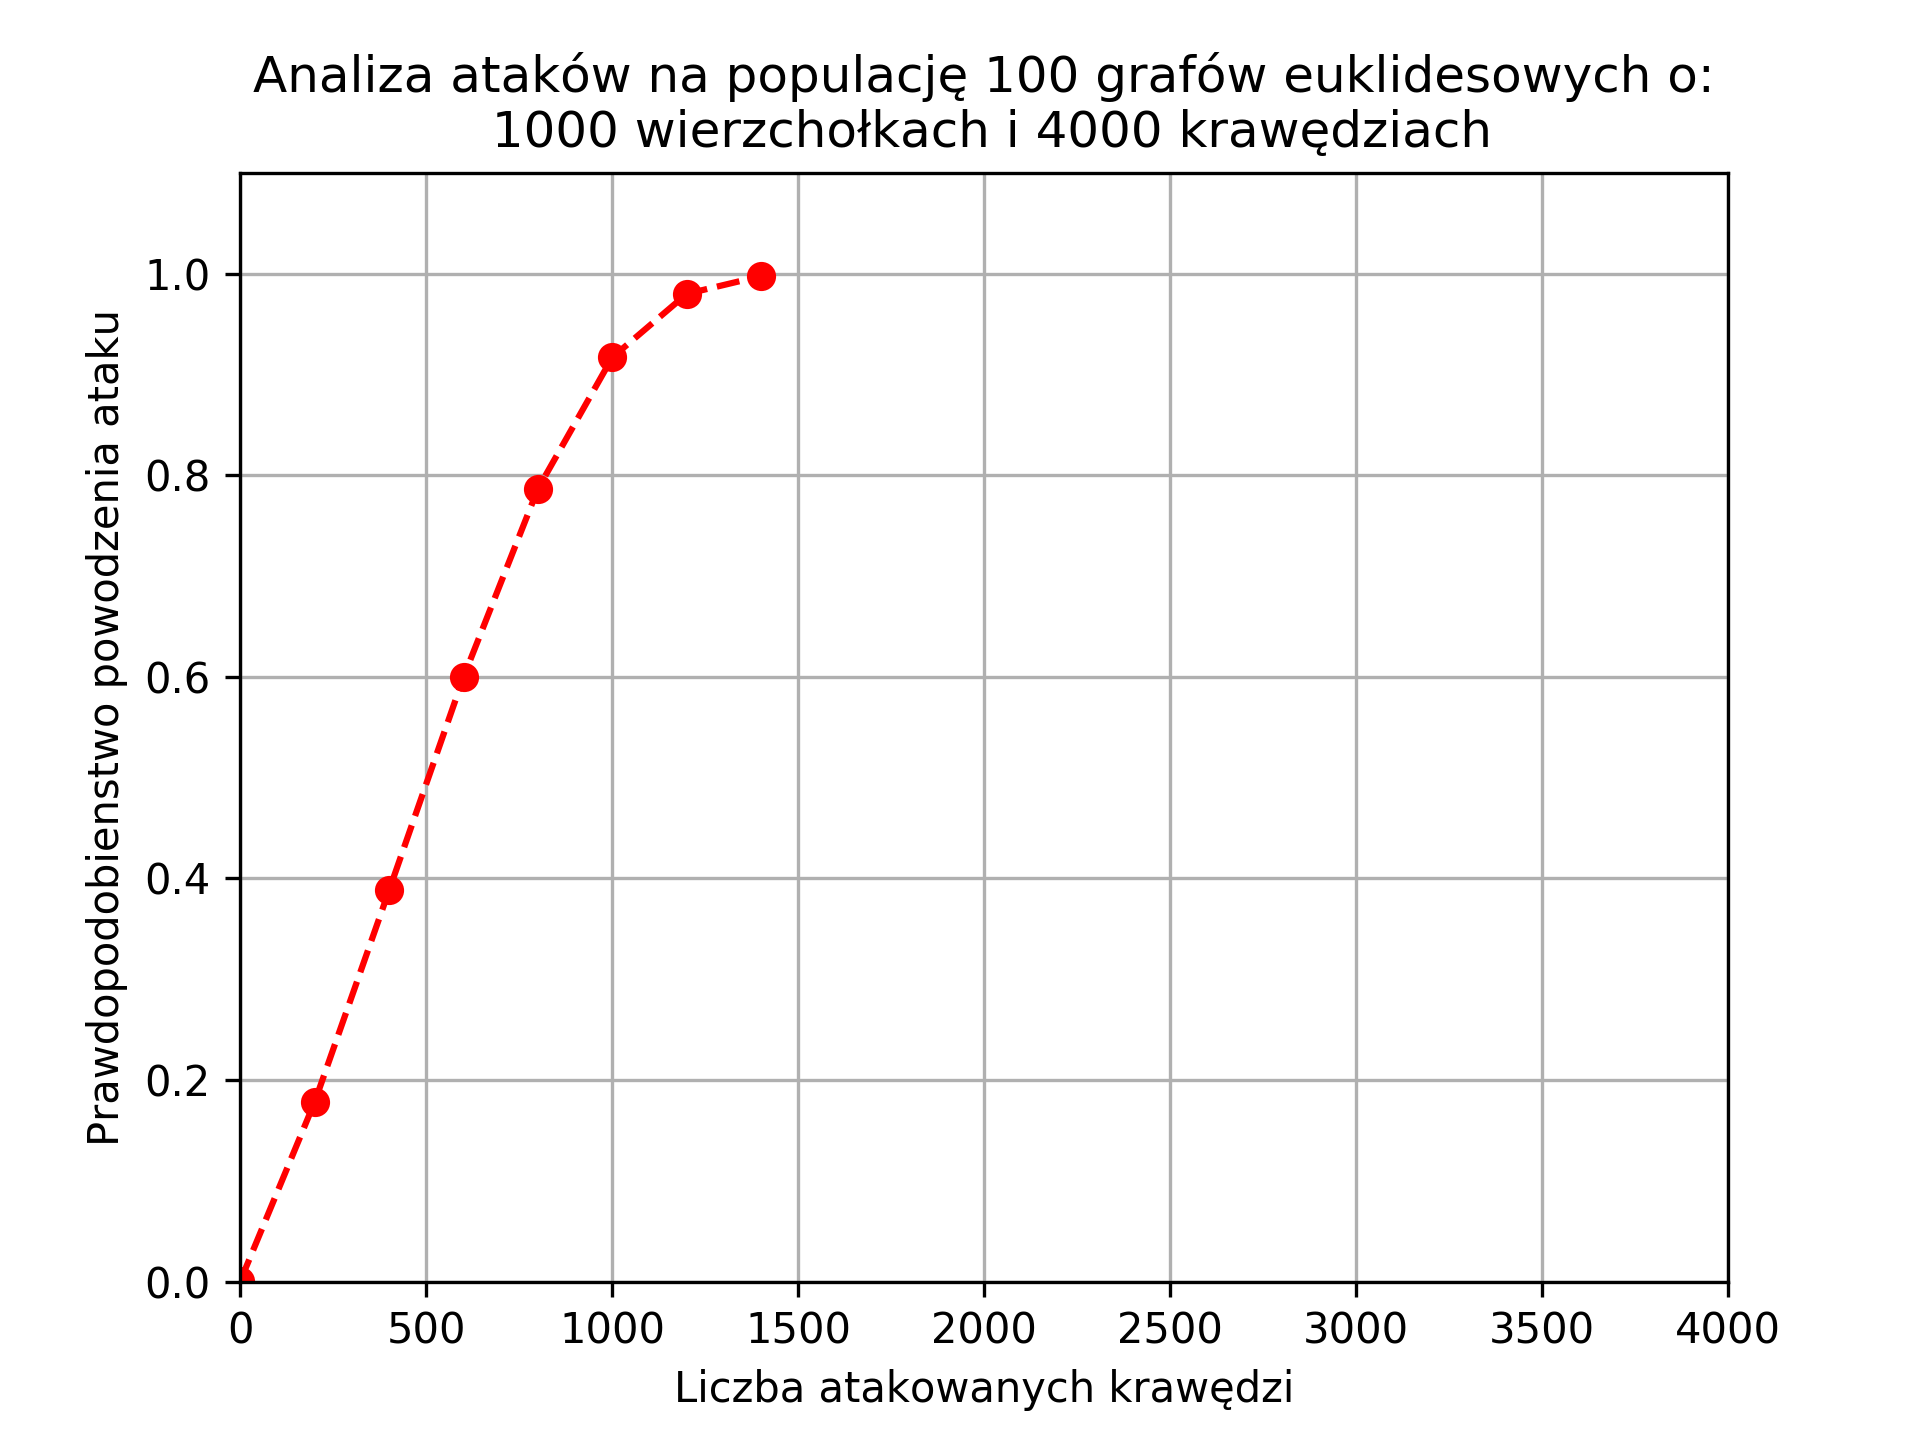 Analiza ataków na populację 100 grafów euklidesowych o:
1000 wierzchołkach i 4000 krawędziach
Prawdopodobienstwo powodzenia ataku
1.0
0.8
0.6
0.4
0.2
0.0
0 500 1000 1500 2000 2500 3000 3500 4000
Liczba atakowanych krawędzi